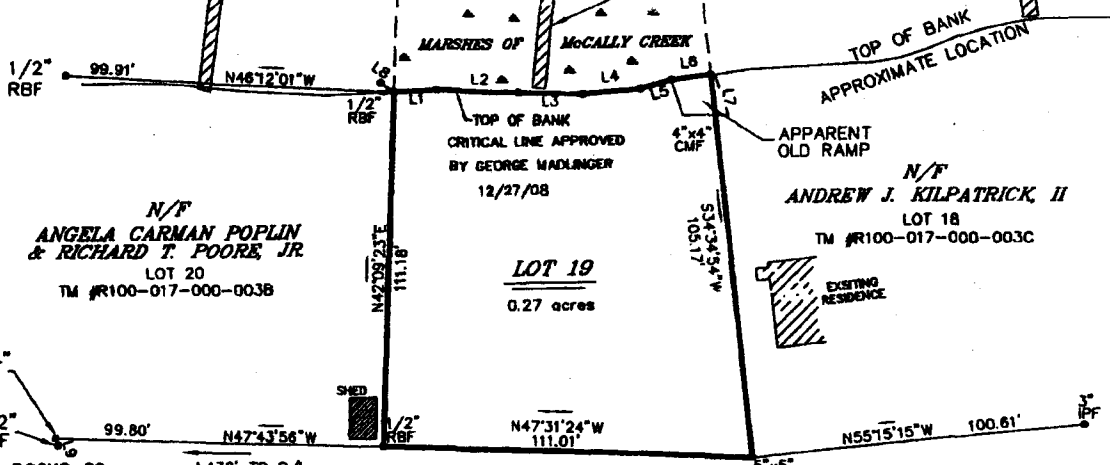 MARSHES OF McCALLY CREEK
TOP OF BANK
APPROXIMATE LOCATION
1/2"
RBF
99.91'
N46°12'01"W
L8
1/2"
RBF
L1
L2
L3
L4
L5
L6
L7
TOP OF BANK
CRITICAL LINE APPROVED
BY GEORGE MADLINGER
12/27/08
4"x4"
CMF
APPARENT
OLD RAMP
N/F
ANGELA CARMAN POPLIN
& RICHARD T. POORE, JR.
LOT 20
TM #R100-017-000-003B
N42°09'23"E
111.18'
LOT 19
0.27 acres
S34°34'54"W
105.17'
N/F
ANDREW J. KILPATRICK, II
LOT 18
TM #R100-017-000-003C
EXSITING
RESIDENCE
SHED
1/2"
RBF
99.80'
N47°43'56"W
L9
N47°31'24"W
111.01'
N55°15'15"W
100.61'
3"
IPF